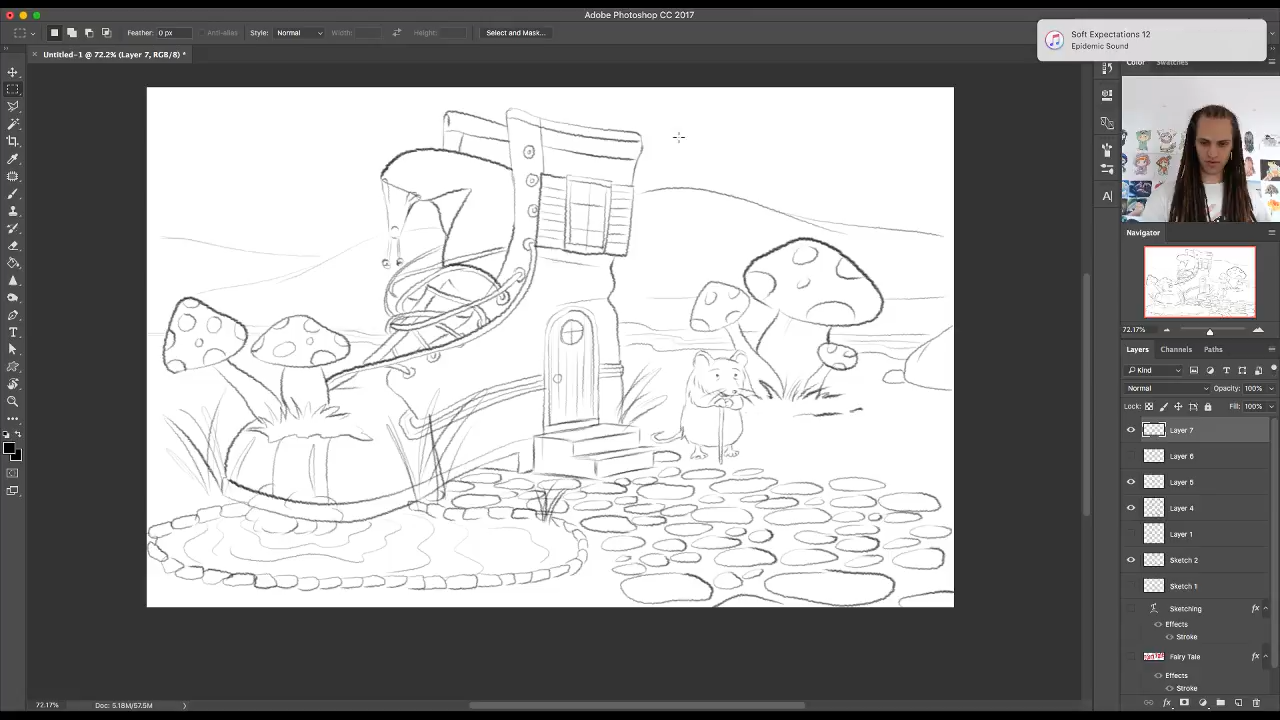 Adobe Photoshop CC 2017
Feather: 0 px
Anti-alias
Style: Normal
Width:
Height:
Select and Mask...
Soft Expectations 12
Epidemic Sound
Untitled-1 @ 72.2% (Layer 7, RGB/8) *
Color
Swatches
Navigator
72.17%
Layers
Channels
Paths
Kind
Normal
Opacity: 100%
Lock:
Fill: 100%
Layer 7
Layer 6
Layer 5
Layer 4
Layer 1
Sketch 2
Sketch 1
Sketching
fx
Effects
Stroke
Fairy Tale
fx
Effects
Stroke
72.17%
Doc: 5.18M/57.5M